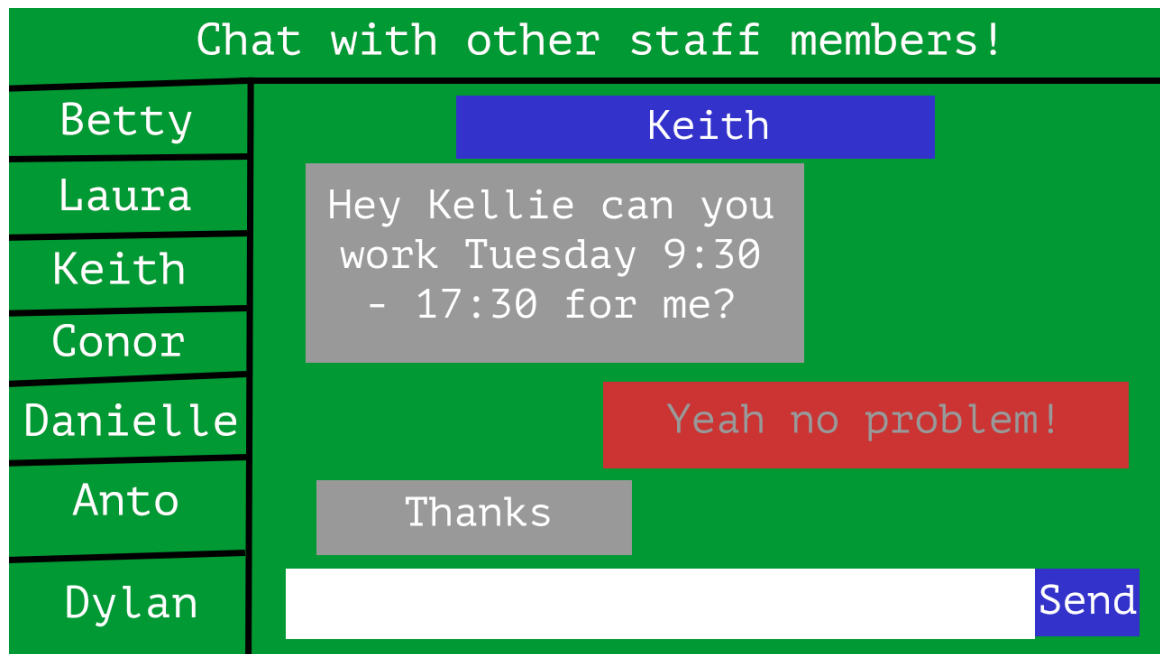 Chat with other staff members!
Betty
Laura
Keith
Conor
Danielle
Anto
Dylan
Keith
Hey Kellie can you
work Tuesday 9:30
- 17:30 for me?
Yeah no problem!
Thanks
Send